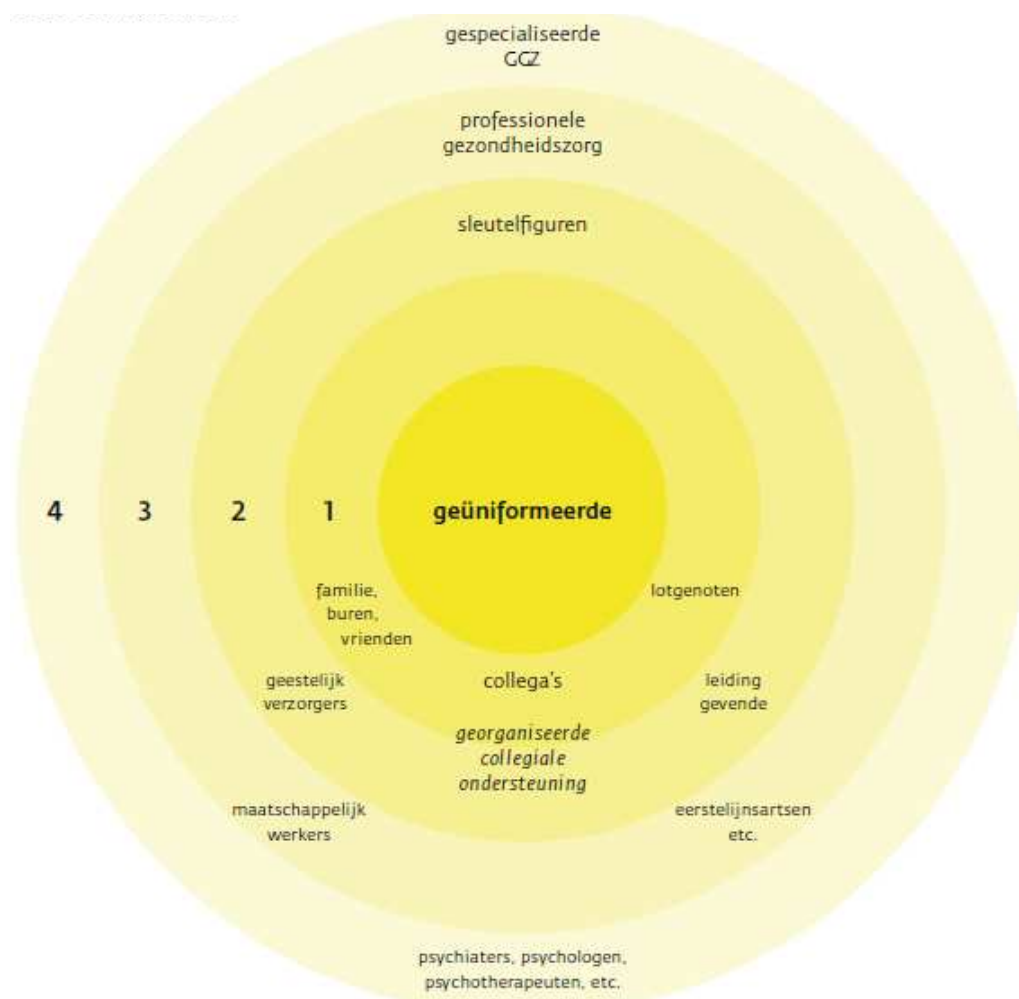 gespecialiseerde
GGZ
professionele
gezondheidszorg
sleutelfiguren
4 3 2 1 geüniformeerde
familie,
buren,
vrienden
lotgenoten
geestelijk
verzorgers
collega's
leiding
gevende
georganiseerde
collegiale
ondersteuning
maatschappelijk
werkers
eerstelijnsartsen
etc.
psychiaters, psychologen,
psychotherapeuten, etc.